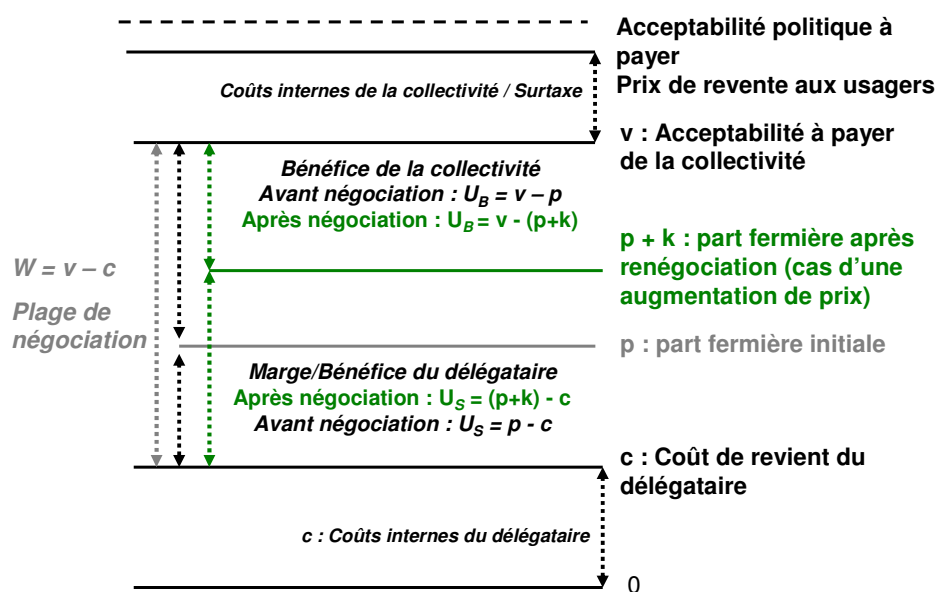 Acceptabilité politique à
payer
Prix de revente aux usagers
Coûts internes de la collectivité / Surtaxe
v : Acceptabilité à payer
de la collectivité
Bénéfice de la collectivité
Avant négociation : U_B = v – p
Après négociation : U_B = v - (p+k)
p + k : part fermière après
renégociation (cas d'une
augmentation de prix)
W = v – c
Plage de
négociation
p : part fermière initiale
Marge/Bénéfice du délégataire
Après négociation : U_S = (p+k) - c
Avant négociation : U_S = p - c
c : Coût de revient du
délégataire
c : Coûts internes du délégataire
0